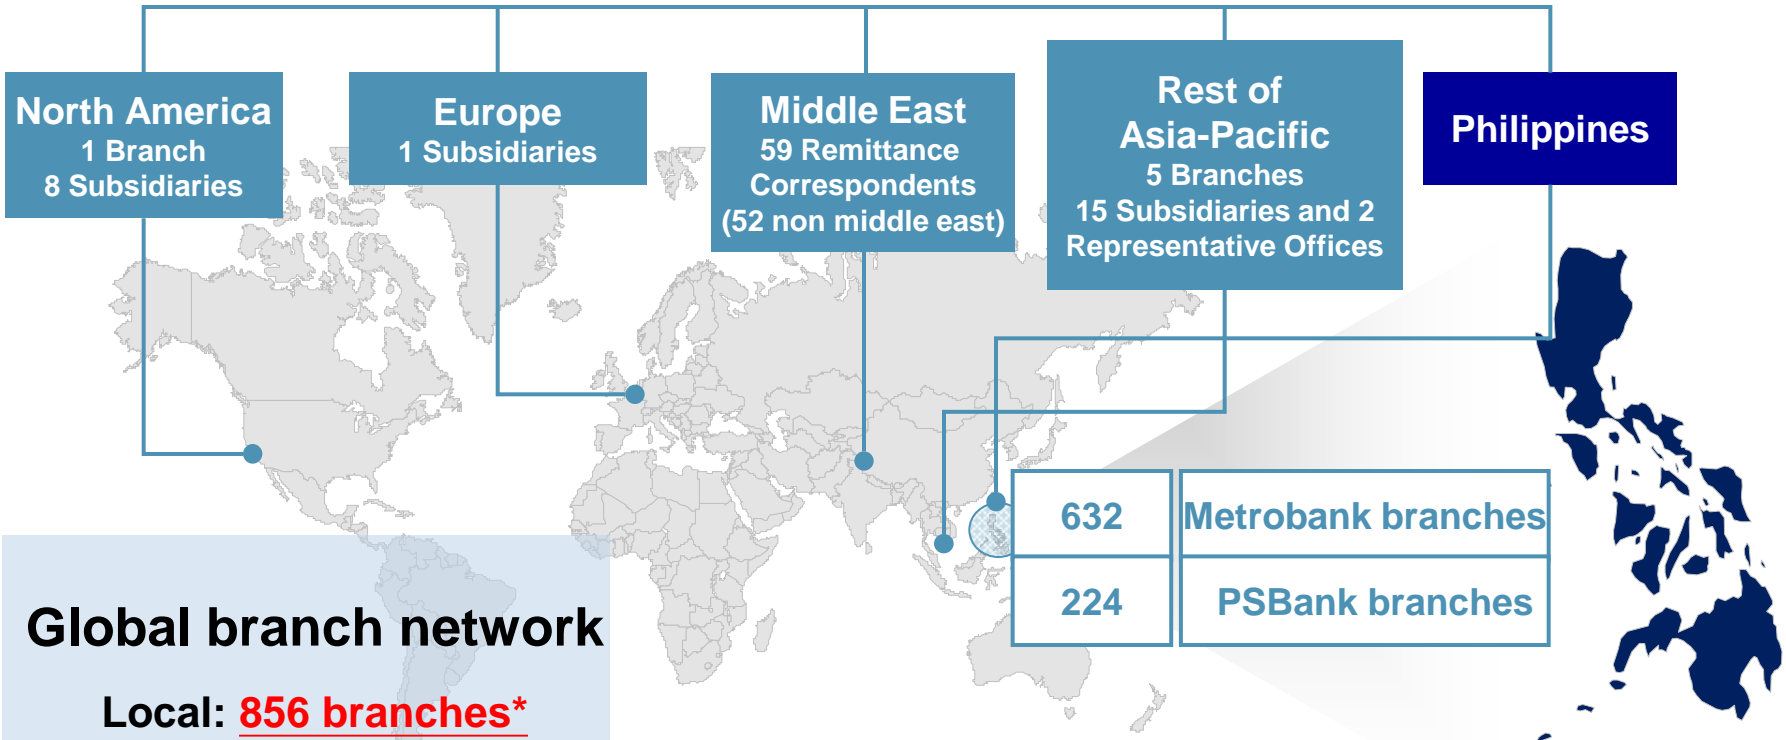 North America
1 Branch
8 Subsidiaries
Europe
1 Subsidiaries
Middle East
59 Remittance
Correspondents
(52 non middle east)
Rest of
Asia-Pacific
5 Branches
15 Subsidiaries and 2
Representative Offices
Philippines
632 Metrobank branches
224 PSBank branches
Global branch network
Local: 856 branches*